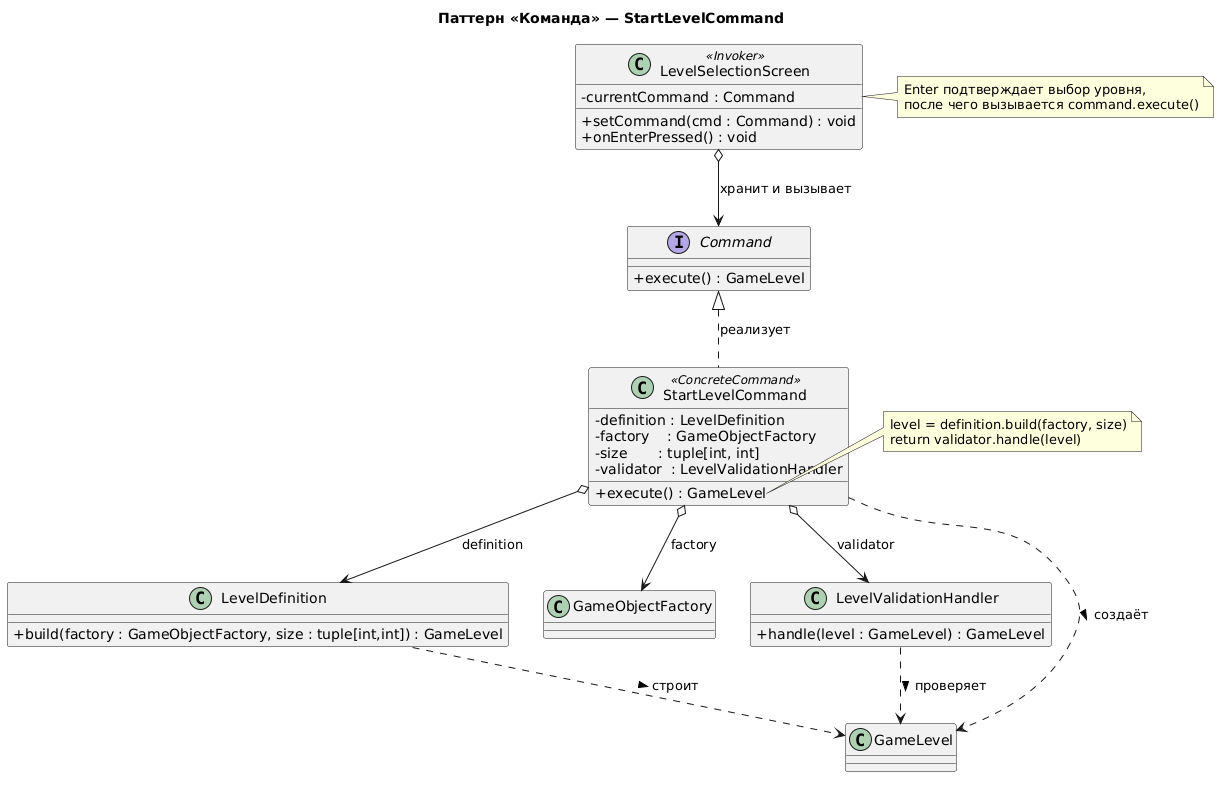 Паттерн «Команда» — StartLevelCommand
«Invoker»
C LevelSelectionScreen
-currentCommand : Command
+setCommand(cmd : Command) : void
+onEnterPressed() : void
Enter подтверждает выбор уровня,
после чего вызывается command.execute()
хранит и вызывает
I Command
+execute() : GameLevel
реализует
«ConcreteCommand»
C StartLevelCommand
-definition : LevelDefinition
-factory : GameObjectFactory
-size : tuple[int, int]
-validator : LevelValidationHandler
+execute() : GameLevel
level = definition.build(factory, size)
return validator.handle(level)
definition
factory
validator
C LevelDefinition
+build(factory : GameObjectFactory, size : tuple[int,int]) : GameLevel
C GameObjectFactory
C LevelValidationHandler
+handle(level : GameLevel) : GameLevel
создаёт
строит
проверяет
C GameLevel